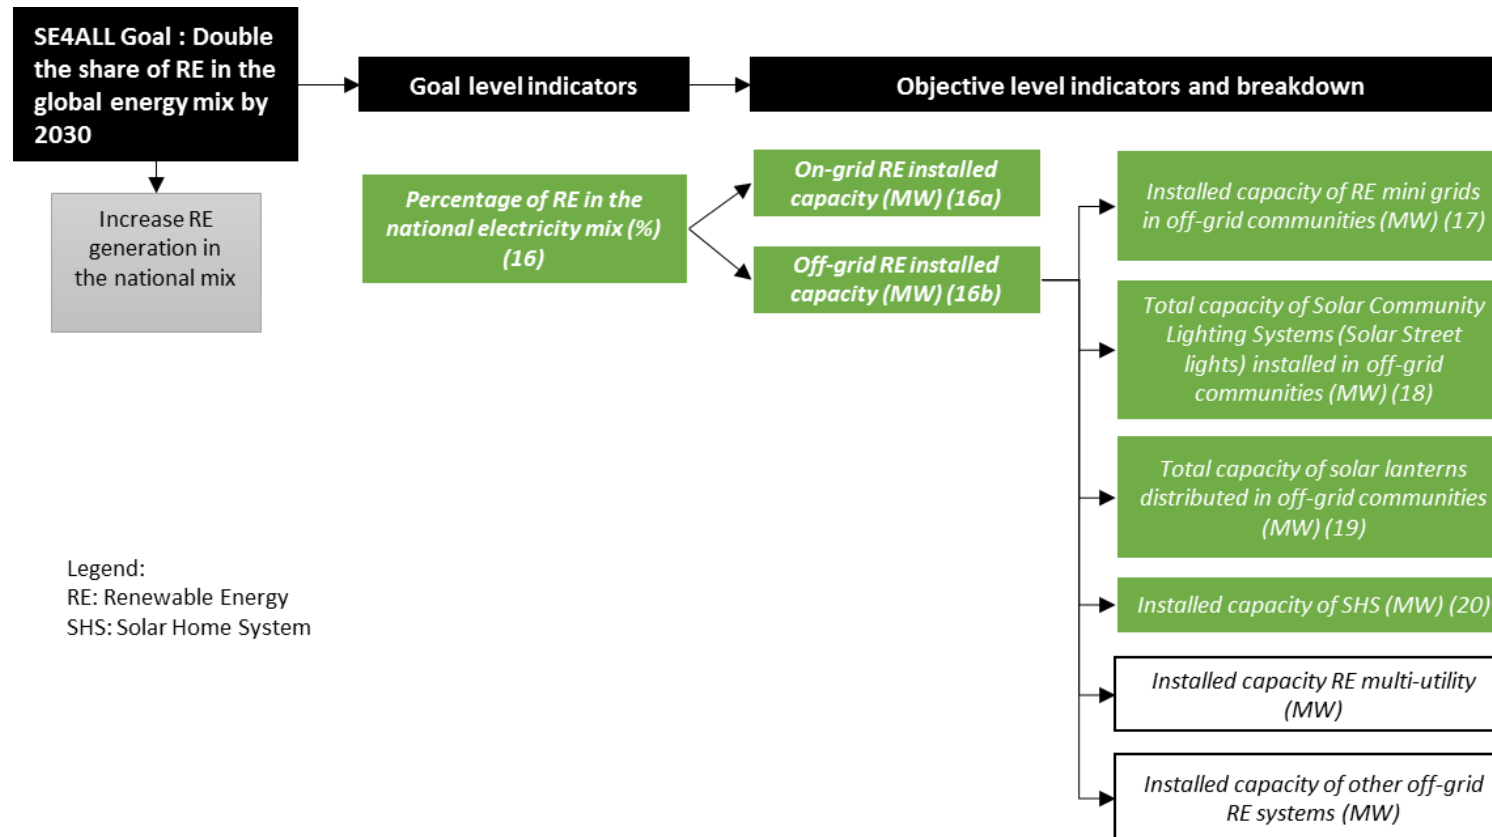 SE4ALL Goal : Double
the share of RE in the
global energy mix by
2030
Goal level indicators
Objective level indicators and breakdown
Increase RE
generation in
the national mix
Percentage of RE in the
national electricity mix (%)
(16)
On-grid RE installed
capacity (MW) (16a)
Off-grid RE installed
capacity (MW) (16b)
Installed capacity of RE mini grids
in off-grid communities (MW) (17)
Total capacity of Solar Community
Lighting Systems (Solar Street
lights) installed in off-grid
communities (MW) (18)
Total capacity of solar lanterns
distributed in off-grid communities
(MW) (19)
Installed capacity of SHS (MW) (20)
Installed capacity RE multi-utility
(MW)
Installed capacity of other off-grid
RE systems (MW)
Legend:
RE: Renewable Energy
SHS: Solar Home System